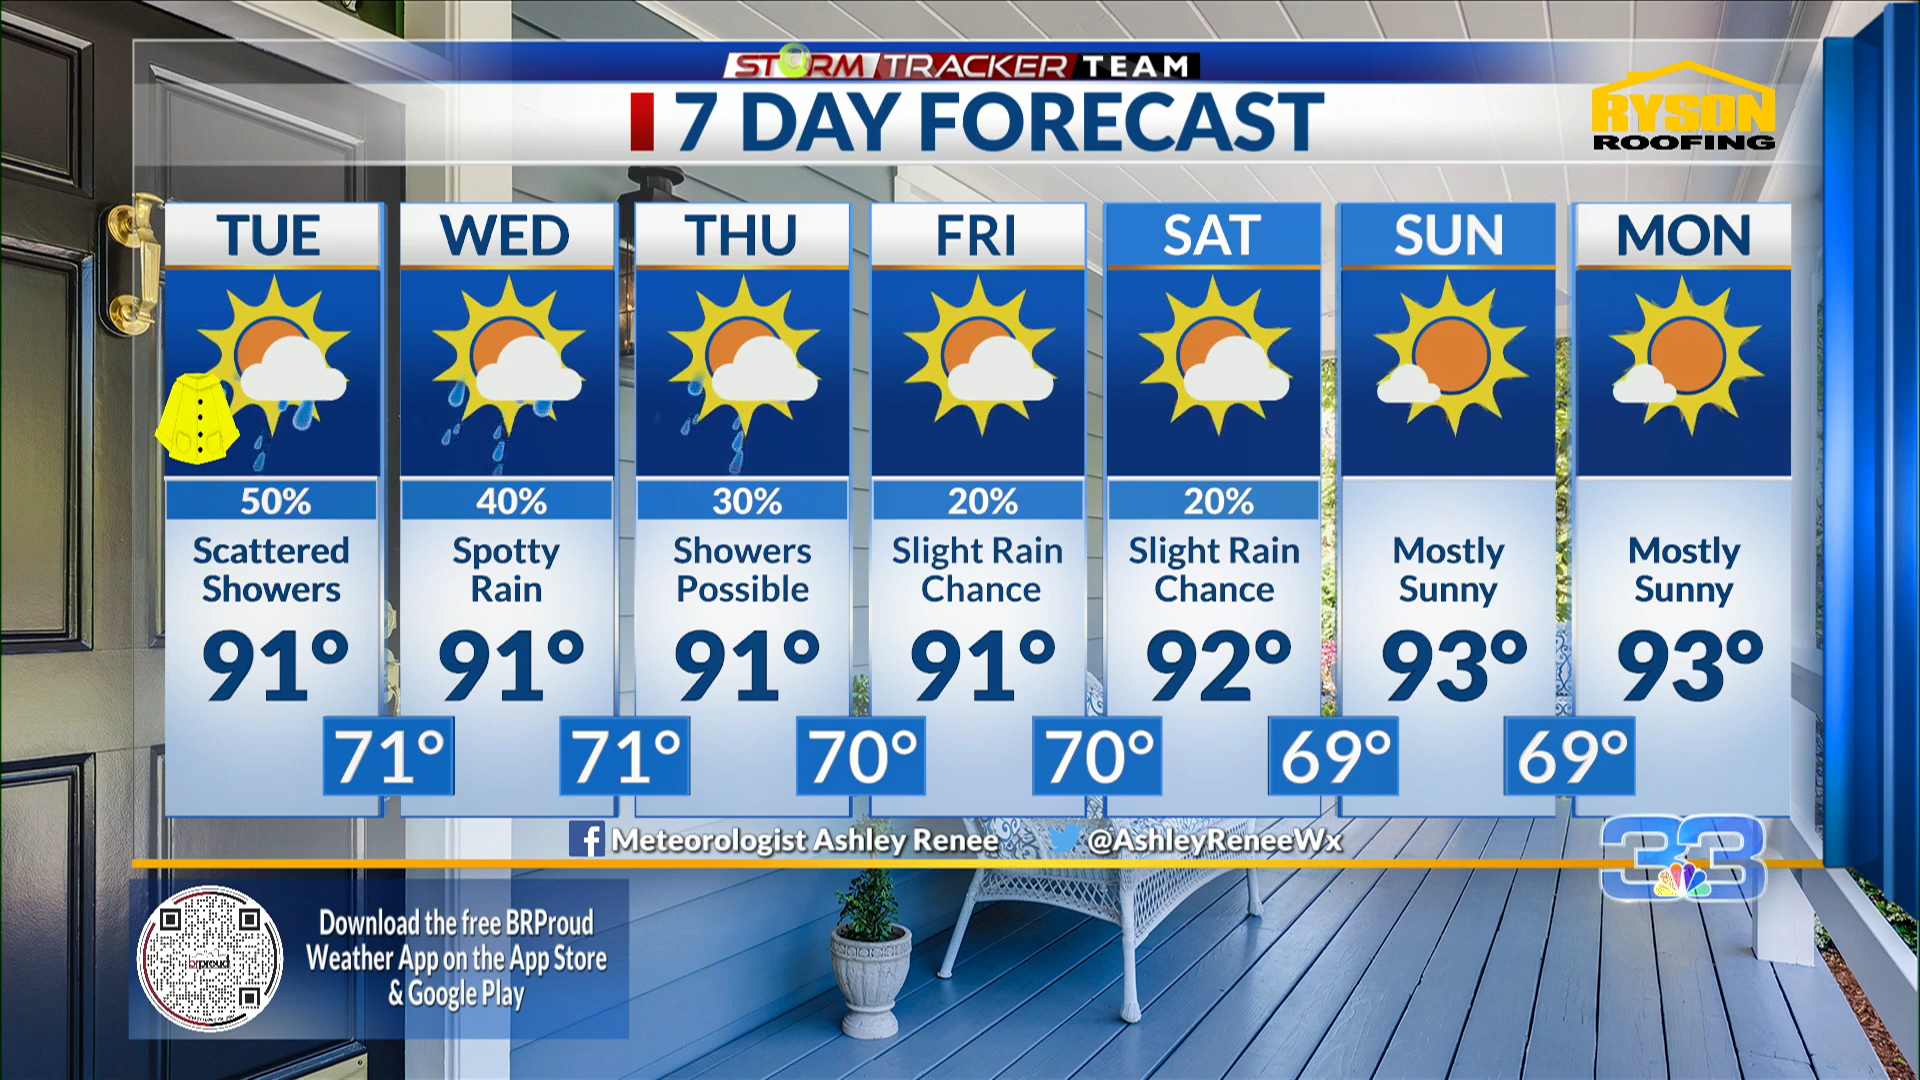 STORM TRACKER TEAM
7 DAY FORECAST
RYSON
ROOFING
TUE WED THU FRI SAT SUN MON
50% 40% 30% 20% 20%
Scattered Spotty Showers Slight Rain Slight Rain Mostly Mostly
Showers Rain Possible Chance Chance Sunny Sunny
91° 91° 91° 91° 92° 93° 93°
71° 71° 70° 70° 69° 69°
Meteorologist Ashley Renee @AshleyReneeWx
33
Download the free BRProud
Weather App on the App Store
& Google Play
brproud